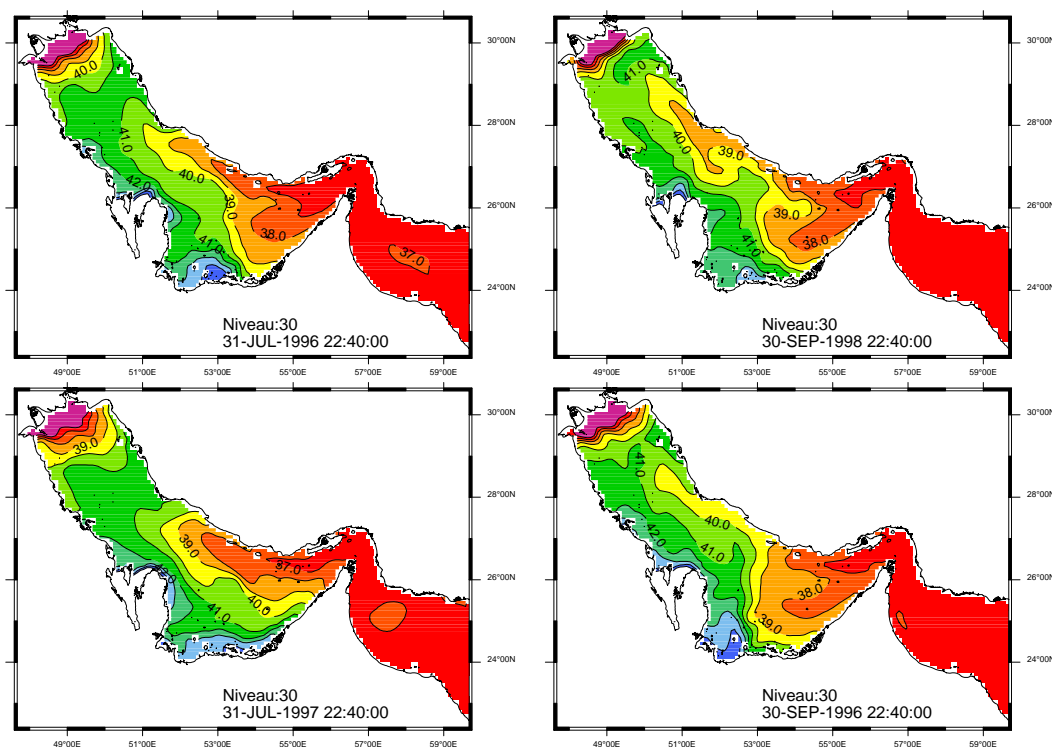 30°00N
28°00N
26°00N
24°00N
40.0
41.0
42.0
40.0
39.0
38.0
41.0
37.0
Niveau:30
31-JUL-1996 22:40:00
49°00E 51°00E 53°00E 55°00E 57°00E 59°00E
30°00N
28°00N
26°00N
24°00N
41.0
40.0
39.0
39.0
38.0
41.0
Niveau:30
30-SEP-1998 22:40:00
49°00E 51°00E 53°00E 55°00E 57°00E 59°00E
30°00N
28°00N
26°00N
24°00N
39.0
39.0
37.0
42.0
40.0
41.0
Niveau:30
31-JUL-1997 22:40:00
49°00E 51°00E 53°00E 55°00E 57°00E 59°00E
30°00N
28°00N
26°00N
24°00N
41.0
40.0
42.0
41.0
38.0
39.0
Niveau:30
30-SEP-1996 22:40:00
49°00E 51°00E 53°00E 55°00E 57°00E 59°00E